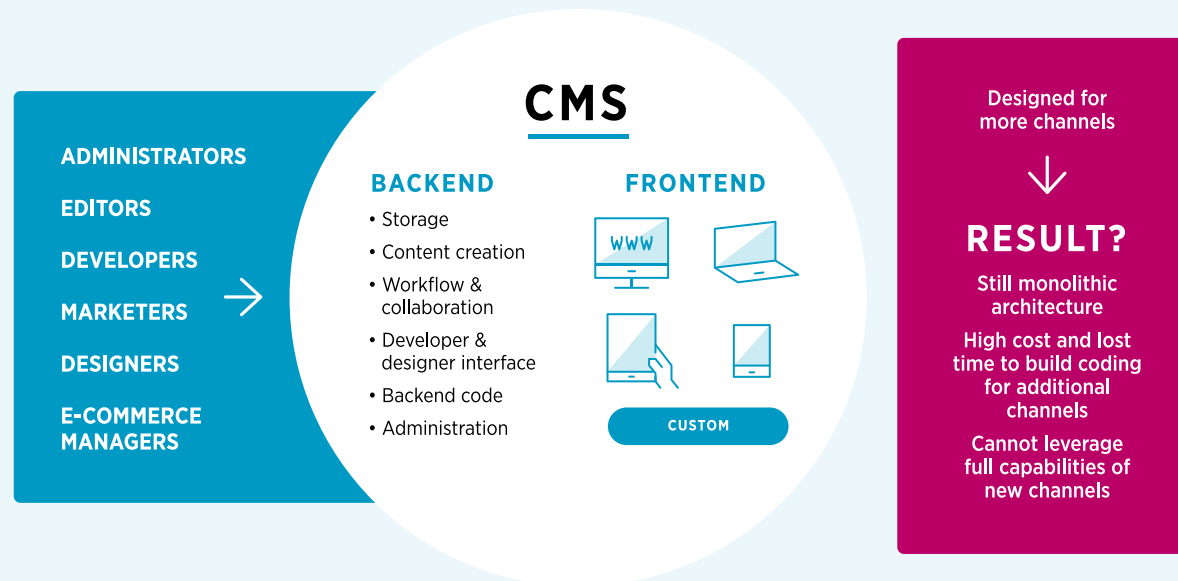 ADMINISTRATORS
EDITORS
DEVELOPERS
MARKETERS
DESIGNERS
E-COMMERCE
MANAGERS
CMS
BACKEND
• Storage
• Content creation
• Workflow &
collaboration
• Developer &
designer interface
• Backend code
• Administration
FRONTEND
WWW
CUSTOM
Designed for
more channels
RESULT?
Still monolithic
architecture
High cost and lost
time to build coding
for additional
channels
Cannot leverage
full capabilities of
new channels